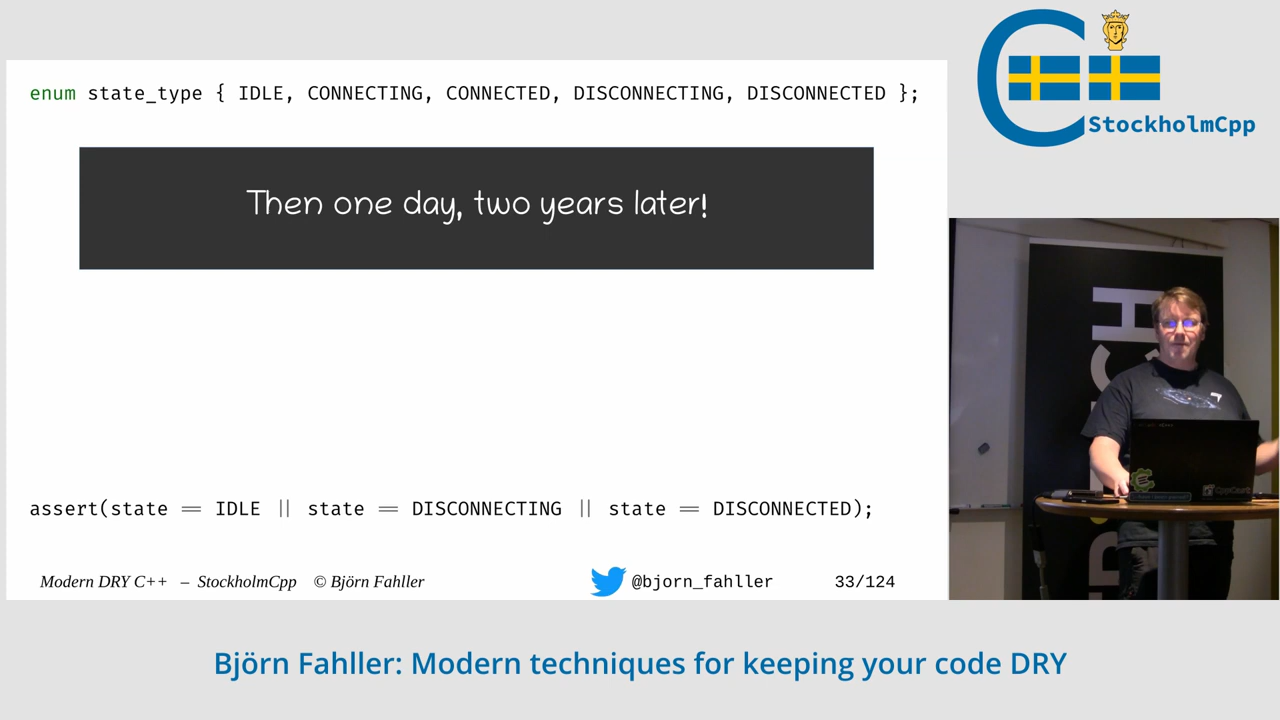 enum state_type { IDLE, CONNECTING, CONNECTED, DISCONNECTING, DISCONNECTED };
StockholmCpp
Then one day, two years later!
assert(state == IDLE || state == DISCONNECTING || state == DISCONNECTED);
Modern DRY C++ – StockholmCpp © Björn Fahller
@bjorn_fahller
33/124
Björn Fahller: Modern techniques for keeping your code DRY